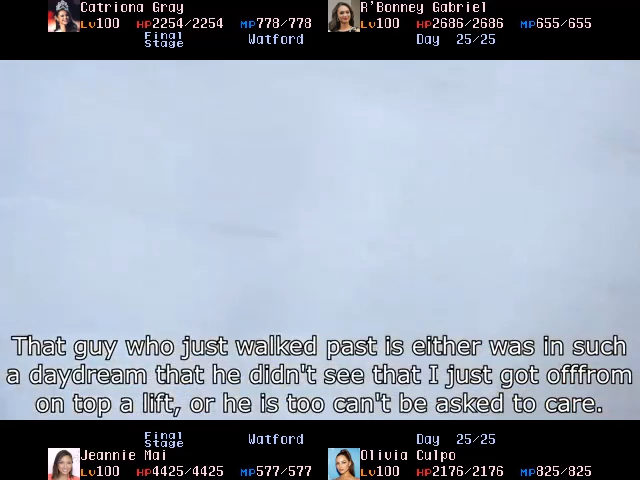 Catriona Gray
Lv100 HP2254/2254 MP778/778
R'Bonney Gabriel
Lv100 HP2686/2686 MP655/655
Final Stage Watford Day 25/25
That guy who just walked past is either was in such
a daydream that he didn't see that I just got offfrom
on top a lift, or he is too can't be asked to care.
Final Stage Watford Day 25/25
Jeannie Mai
Lv100 HP4425/4425 MP577/577
Olivia Culpo
Lv100 HP2176/2176 MP825/825